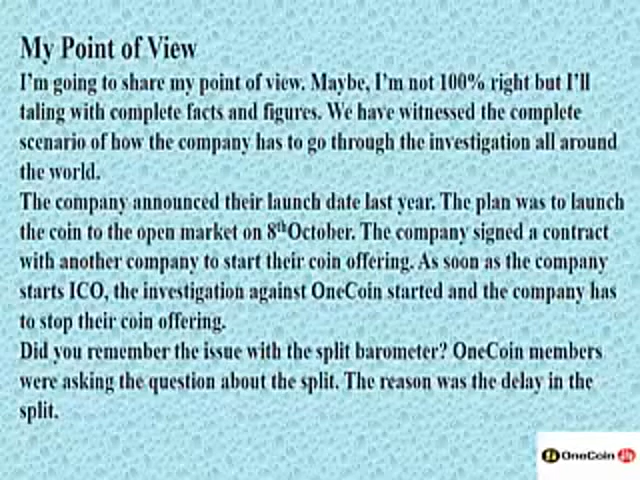 My Point of View
I'm going to share my point of view. Maybe, I'm not 100% right but I'll
taling with complete facts and figures. We have witnessed the complete
scenario of how the company has to go through the investigation all around
the world.
The company announced their launch date last year. The plan was to launch
the coin to the open market on 8thOctober. The company signed a contract
with another company to start their coin offering. As soon as the company
starts ICO, the investigation against OneCoin started and the company has
to stop their coin offering.
Did you remember the issue with the split barometer? OneCoin members
were asking the question about the split. The reason was the delay in the
split.
OneCoin